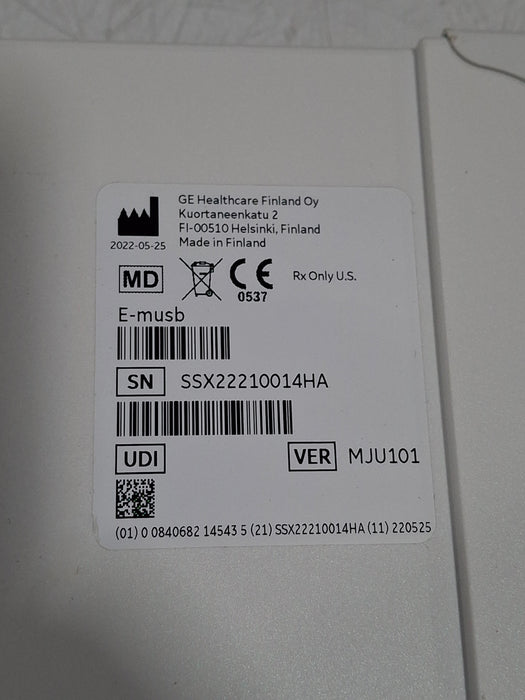 GE Healthcare Finland Oy
Kuortaneenkatu 2
FI-00510 Helsinki, Finland
2022-05-25 Made in Finland
MD CE Rx Only U.S.
0537
E-musb
SN SSX22210014HA
UDI VER MJU101
(01) 0 0840682 14543 5 (21) SSX22210014HA (11) 220525